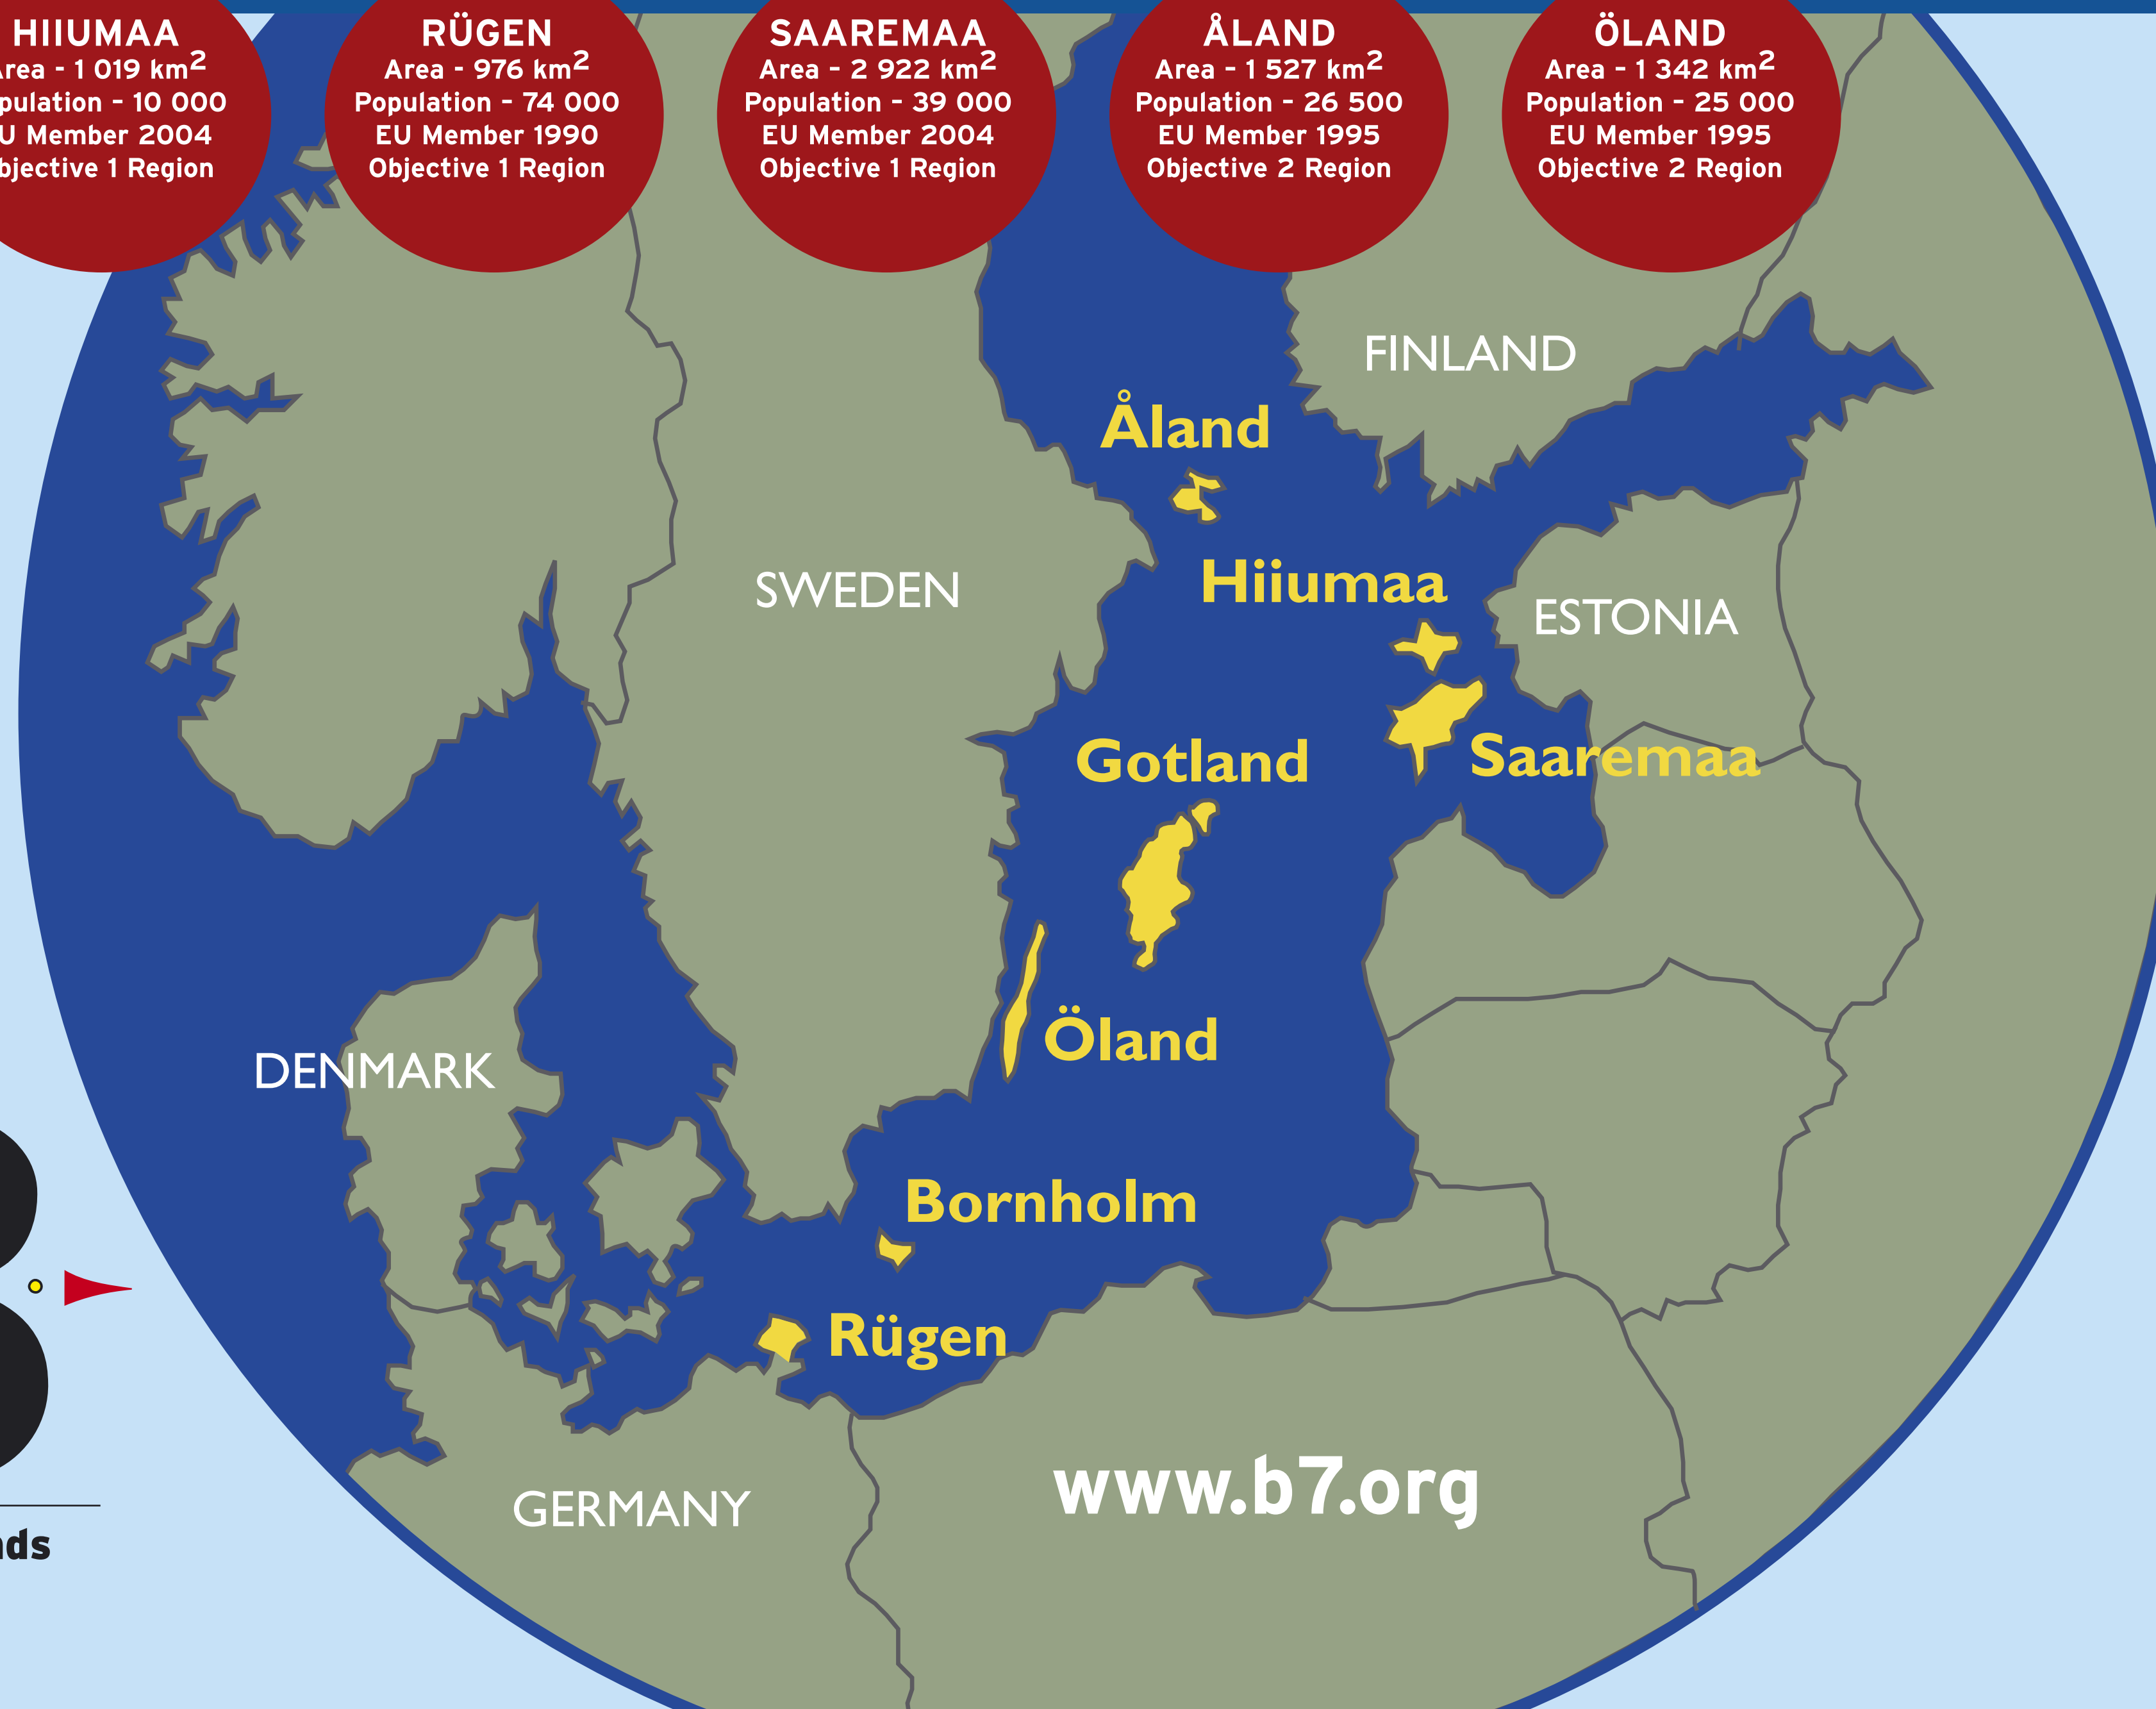 HIIUMAA
Area - 1 019 km²
Population - 10 000
EU Member 2004
Objective 1 Region
RÜGEN
Area - 976 km²
Population - 74 000
EU Member 1990
Objective 1 Region
SAAREMAA
Area - 2 922 km²
Population - 39 000
EU Member 2004
Objective 1 Region
ÅLAND
Area - 1 527 km²
Population - 26 500
EU Member 1995
Objective 2 Region
ÖLAND
Area - 1 342 km²
Population - 25 000
EU Member 1995
Objective 2 Region
FINLAND
Åland
Hiiumaa
SWEDEN
ESTONIA
Gotland
Saaremaa
Öland
DENMARK
Bornholm
Rügen
www.b7.org
GERMANY